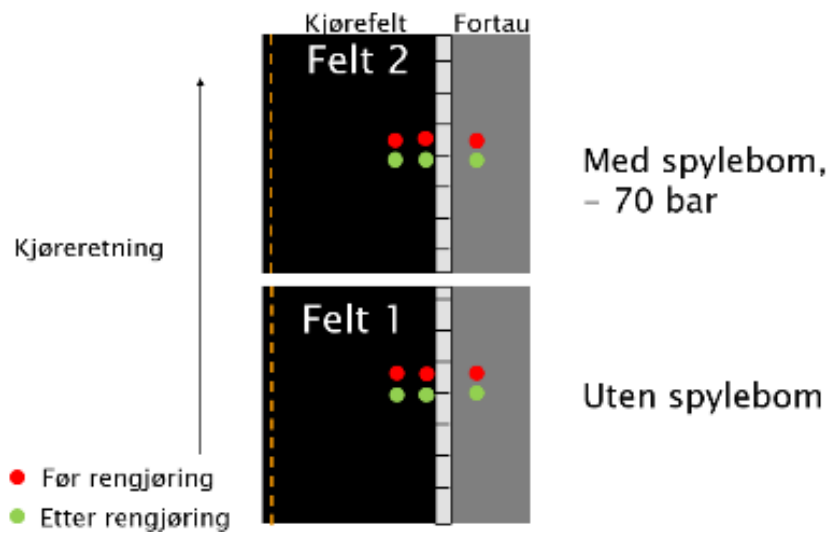 Kjørefelt Fortau
Felt 2
Med spylebom,
– 70 bar
Kjøreretning
Felt 1
Uten spylebom
Før rengjøring
Etter rengjøring